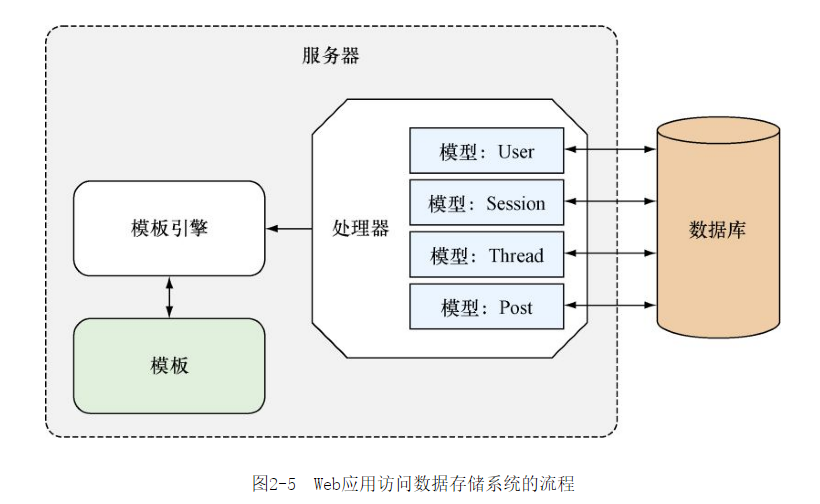 服务器
模型：User
模型：Session
模型：Thread
模型：Post
处理器
模板引擎
模板
数据库
图2-5 Web应用访问数据存储系统的流程